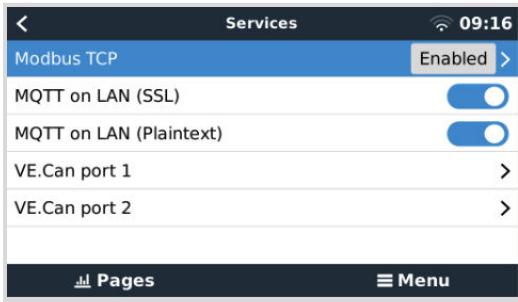 Services 09:16
Modbus TCP Enabled
MQTT on LAN (SSL)
MQTT on LAN (Plaintext)
VE.Can port 1
VE.Can port 2
Pages Menu